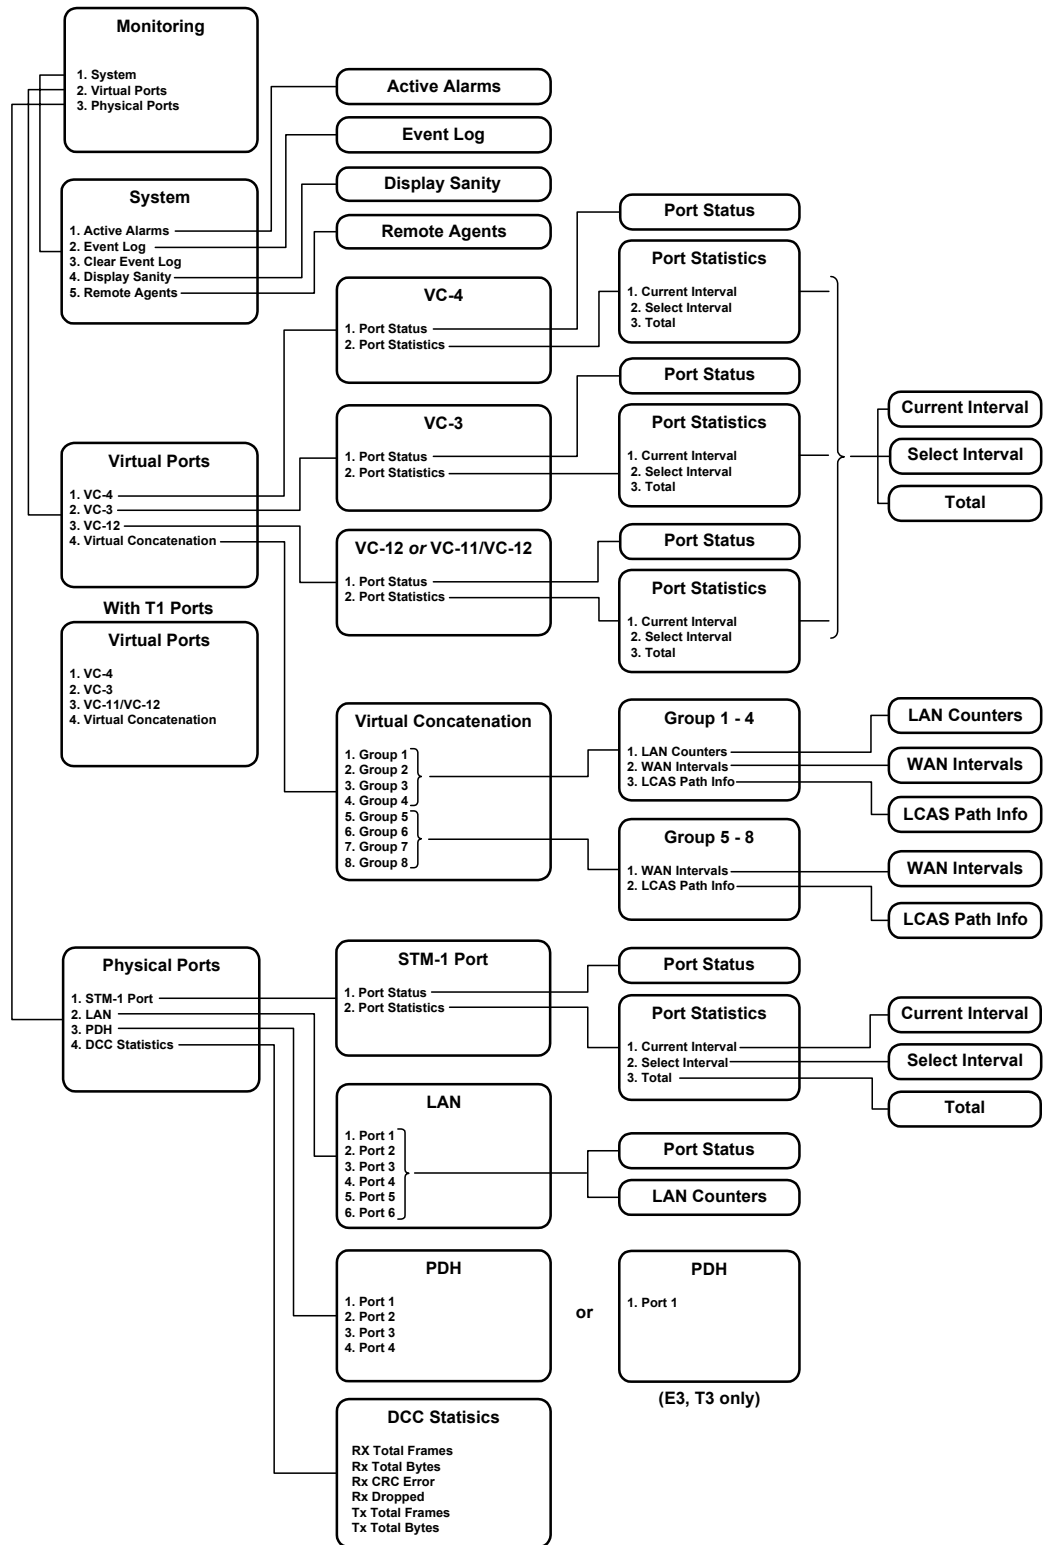 Monitoring
1. System
2. Virtual Ports
3. Physical Ports
System
1. Active Alarms
2. Event Log
3. Clear Event Log
4. Display Sanity
5. Remote Agents
Active Alarms
Event Log
Display Sanity
Remote Agents
Virtual Ports
1. VC-4
2. VC-3
3. VC-12
4. Virtual Concatenation
With T1 Ports
Virtual Ports
1. VC-4
2. VC-3
3. VC-11/VC-12
4. Virtual Concatenation
VC-4
1. Port Status
2. Port Statistics
VC-3
1. Port Status
2. Port Statistics
VC-12 or VC-11/VC-12
1. Port Status
2. Port Statistics
Port Status
Port Statistics
1. Current Interval
2. Select Interval
3. Total
Port Status
Port Statistics
1. Current Interval
2. Select Interval
3. Total
Port Status
Port Statistics
1. Current Interval
2. Select Interval
3. Total
Current Interval
Select Interval
Total
Virtual Concatenation
1. Group 1
2. Group 2
3. Group 3
4. Group 4
5. Group 5
6. Group 6
7. Group 7
8. Group 8
Group 1 - 4
1. LAN Counters
2. WAN Intervals
3. LCAS Path Info
LAN Counters
WAN Intervals
LCAS Path Info
Group 5 - 8
1. WAN Intervals
2. LCAS Path Info
WAN Intervals
LCAS Path Info
Physical Ports
1. STM-1 Port
2. LAN
3. PDH
4. DCC Statistics
STM-1 Port
1. Port Status
2. Port Statistics
Port Status
Port Statistics
1. Current Interval
2. Select Interval
3. Total
Current Interval
Select Interval
Total
LAN
1. Port 1
2. Port 2
3. Port 3
4. Port 4
5. Port 5
6. Port 6
Port Status
LAN Counters
PDH
1. Port 1
2. Port 2
3. Port 3
4. Port 4
or
PDH
1. Port 1
(E3, T3 only)
DCC Statisics
RX Total Frames
Rx Total Bytes
Rx CRC Error
Rx Dropped
Tx Total Frames
Tx Total Bytes